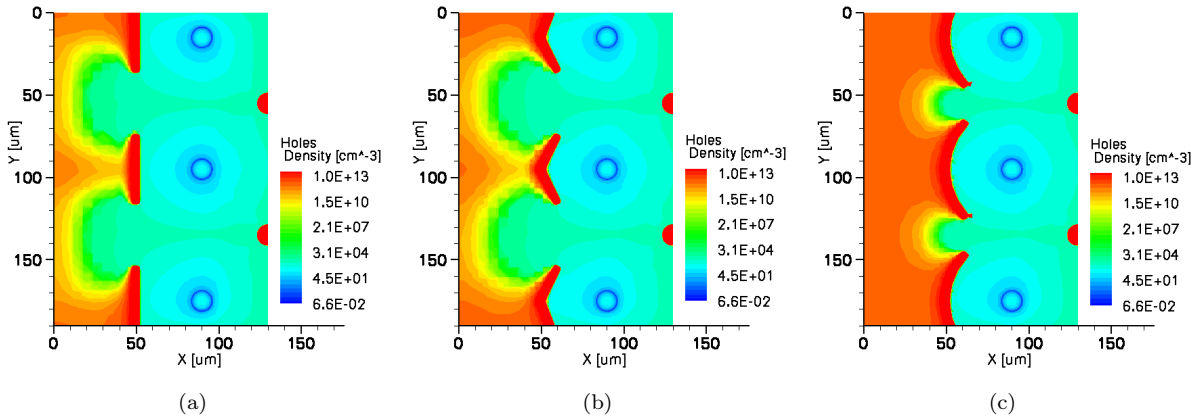 0
50
100
150
Y [um]
0 50 100 150
X [um]
Holes
Density [cm^-3]
1.0E+13
1.5E+10
2.1E+07
3.1E+04
4.5E+01
6.6E-02
(a)
0
50
100
150
Y [um]
0 50 100 150
X [um]
Holes
Density [cm^-3]
1.0E+13
1.5E+10
2.1E+07
3.1E+04
4.5E+01
6.6E-02
(b)
0
50
100
150
Y [um]
0 50 100 150
X [um]
Holes
Density [cm^-3]
1.0E+13
1.5E+10
2.1E+07
3.1E+04
4.5E+01
6.6E-02
(c)